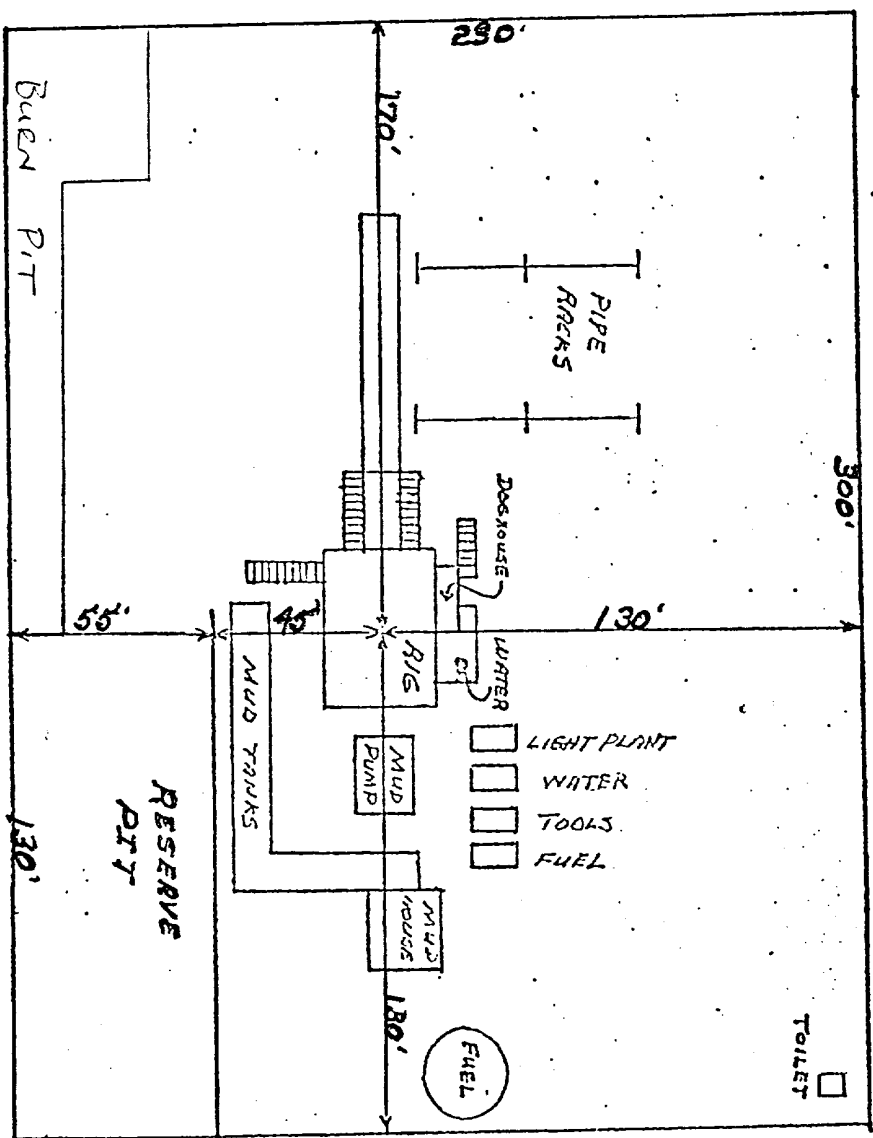 230'
170'
BURN PIT
PIPE
RACKS
300'
DOGHOUSE
55'
45'
130'
RIG
WATER
MUD TANKS
MUD
PUMP
LIGHT PLANT
WATER
TOOLS
FUEL
RESERVE
PIT
130'
MUD
HOUSE
130'
FUEL
TOILET